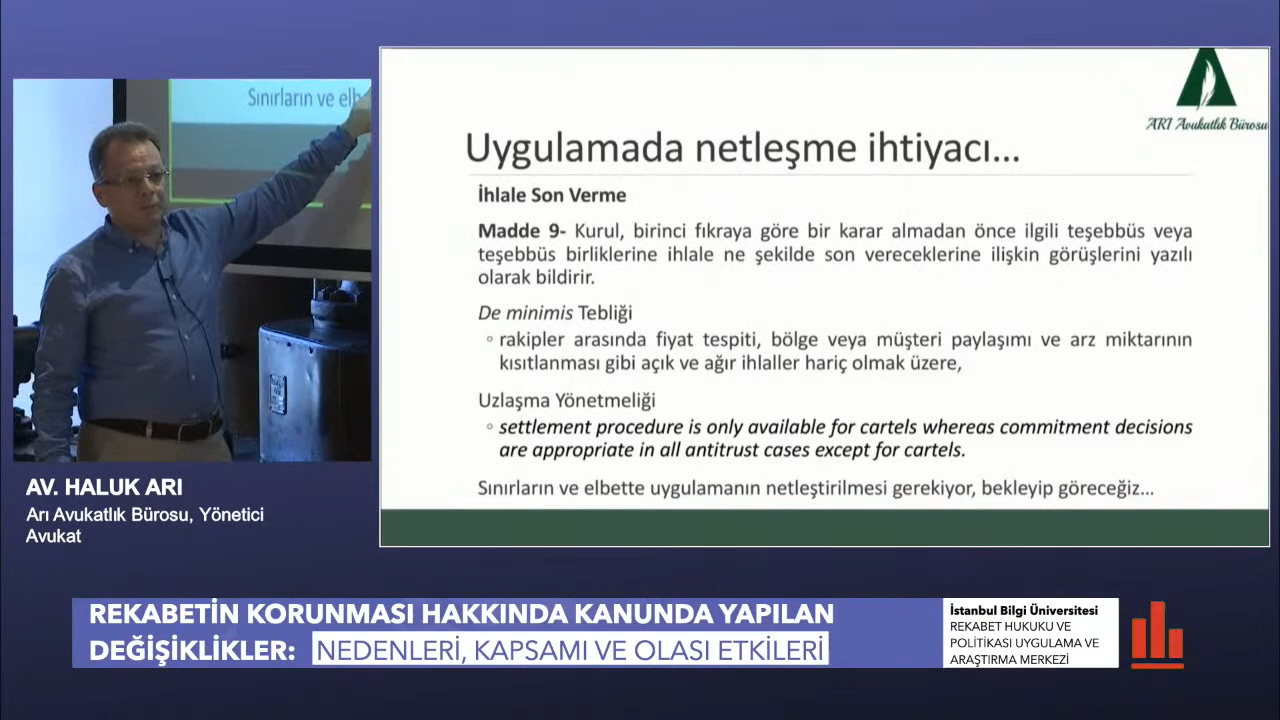 Sınırların ve elb
ARI Avukatlık Bürosu
Uygulamada netleşme ihtiyacı...
İhlale Son Verme
Madde 9- Kurul, birinci fıkraya göre bir karar almadan önce ilgili teşebbüs veya
teşebbüs birliklerine ihlale ne şekilde son vereceklerine ilişkin görüşlerini yazılı
olarak bildirir.
De minimis Tebliği
◦ rakipler arasında fiyat tespiti, bölge veya müşteri paylaşımı ve arz miktarının
kısıtlanması gibi açık ve ağır ihlaller hariç olmak üzere,
Uzlaşma Yönetmeliği
◦ settlement procedure is only available for cartels whereas commitment decisions
are appropriate in all antitrust cases except for cartels.
Sınırların ve elbette uygulamanın netleştirilmesi gerekiyor, bekleyip göreceğiz...
AV. HALUK ARI
Arı Avukatlık Bürosu, Yönetici
Avukat
REKABETİN KORUNMASI HAKKINDA KANUNDA YAPILAN
DEĞİŞİKLİKLER: NEDENLERİ, KAPSAMI VE OLASI ETKİLERİ
İstanbul Bilgi Üniversitesi
REKABET HUKUKU VE
POLİTİKASI UYGULAMA VE
ARAŞTIRMA MERKEZİ